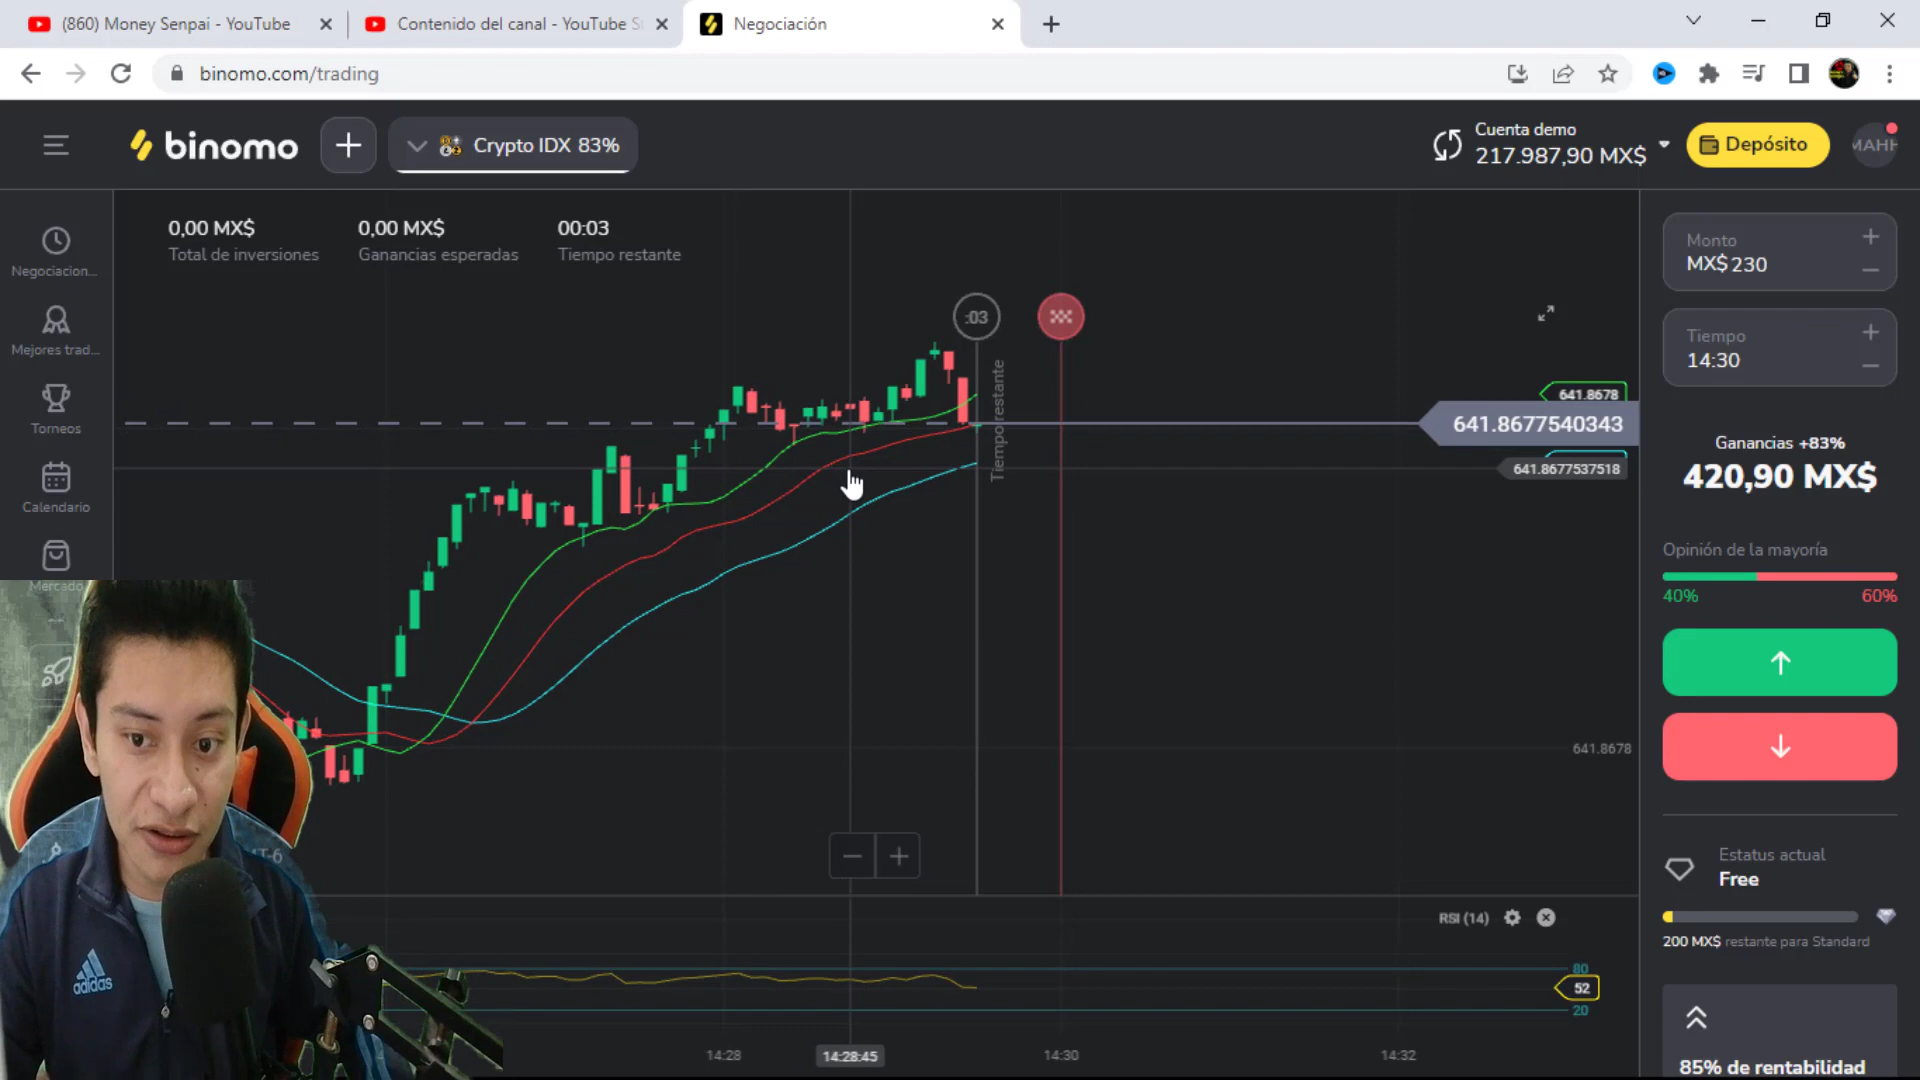 (860) Money Senpai - YouTube
Contenido del canal - YouTube S
Negociación
binomo.com/trading
binomo
Crypto IDX 83%
Cuenta demo
217.987,90 MX$
Depósito
MAHH
0,00 MX$
Total de inversiones
0,00 MX$
Ganancias esperadas
00:03
Tiempo restante
Negociacion...
Mejores trad...
Torneos
Calendario
Mercado
:03
Tiempo restante
641.8678
641.8677540343
641.8677537518
641.8678
Monto
MX$ 230
Tiempo
14:30
Ganancias +83%
420,90 MX$
Opinión de la mayoría
40%
60%
Estatus actual
Free
200 MX$ restante para Standard
85% de rentabilidad
RSI (14)
80
52
20
14:28
14:28:45
14:30
14:32
adidas